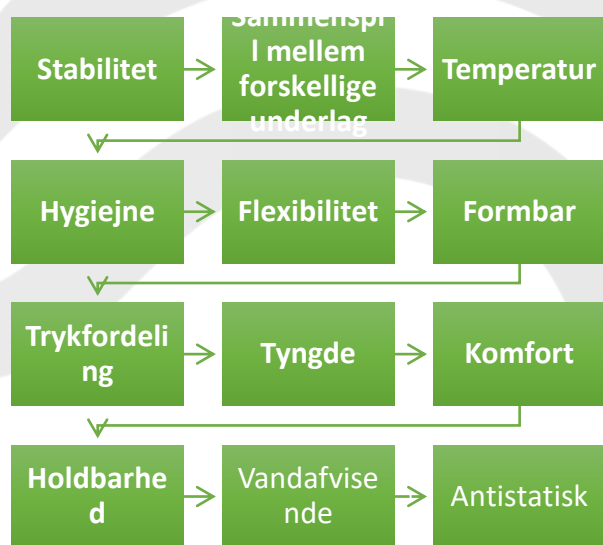 Stabilitet
Sammenspi
l mellem
forskellige
underlag
Temperatur
Hygiejne
Flexibilitet
Formbar
Trykfordeli
ng
Tyngde
Komfort
Holdbarhe
d
Vandafvise
nde
Antistatisk